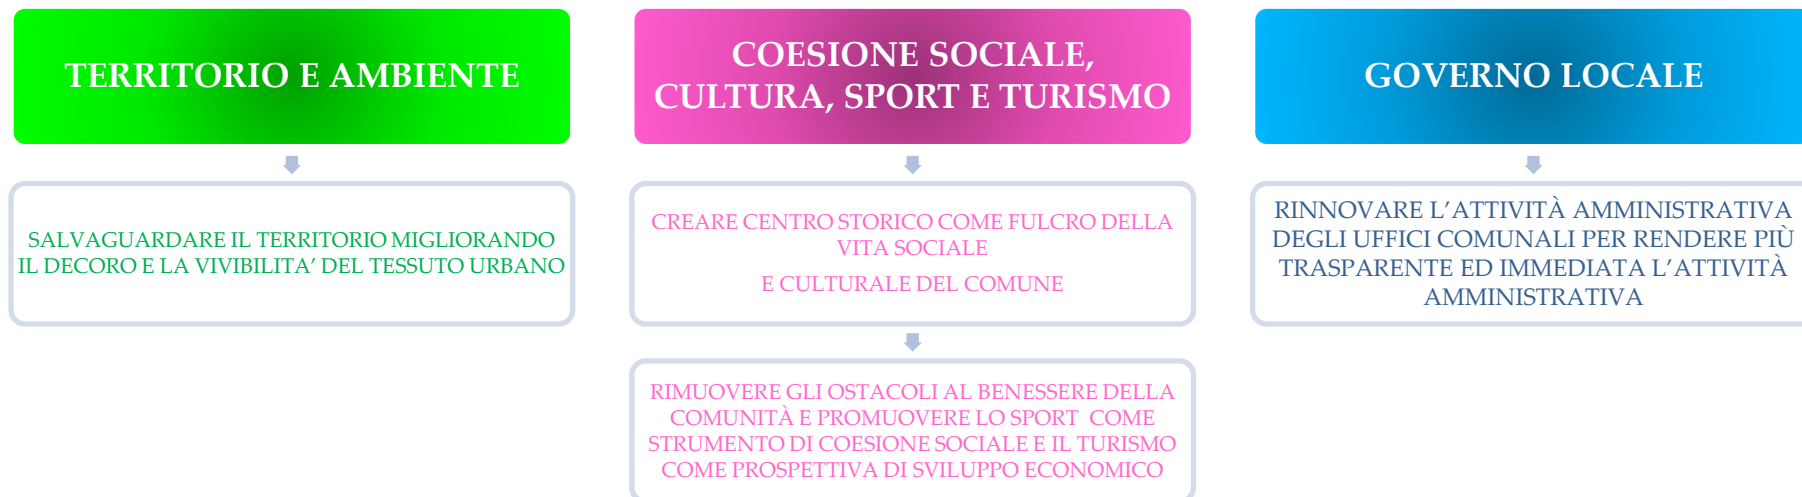 TERRITORIO E AMBIENTE
SALVAGUARDARE IL TERRITORIO MIGLIORANDO
IL DECORO E LA VIVIBILITA’ DEL TESSUTO URBANO
COESIONE SOCIALE,
CULTURA, SPORT E TURISMO
CREARE CENTRO STORICO COME FULCRO DELLA
VITA SOCIALE
E CULTURALE DEL COMUNE
RIMUOVERE GLI OSTACOLI AL BENESSERE DELLA
COMUNITÀ E PROMUOVERE LO SPORT COME
STRUMENTO DI COESIONE SOCIALE E IL TURISMO
COME PROSPETTIVA DI SVILUPPO ECONOMICO
GOVERNO LOCALE
RINNOVARE L’ATTIVITÀ AMMINISTRATIVA
DEGLI UFFICI COMUNALI PER RENDERE PIÙ
TRASPARENTE ED IMMEDIATA L’ATTIVITÀ
AMMINISTRATIVA